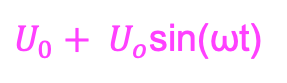 U₀ + Uₒsin(ωt)